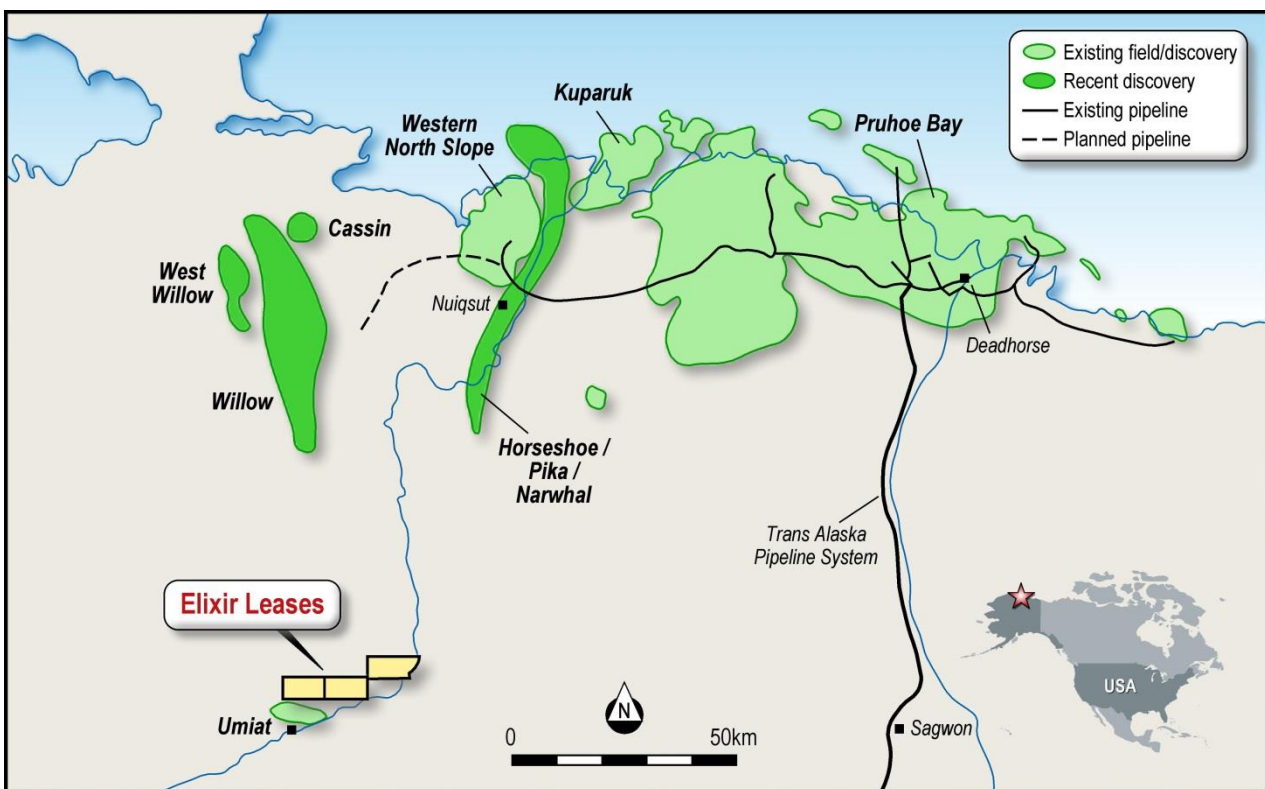 Existing field/discovery
Recent discovery
Existing pipeline
Planned pipeline
Kuparuk
Western
North Slope
Pruhoe Bay
Cassin
West
Willow
Nuiqsut
Deadhorse
Willow
Horseshoe /
Pika /
Narwhal
Trans Alaska
Pipeline System
Elixir Leases
USA
Umiat
N
0 50km
Sagwon